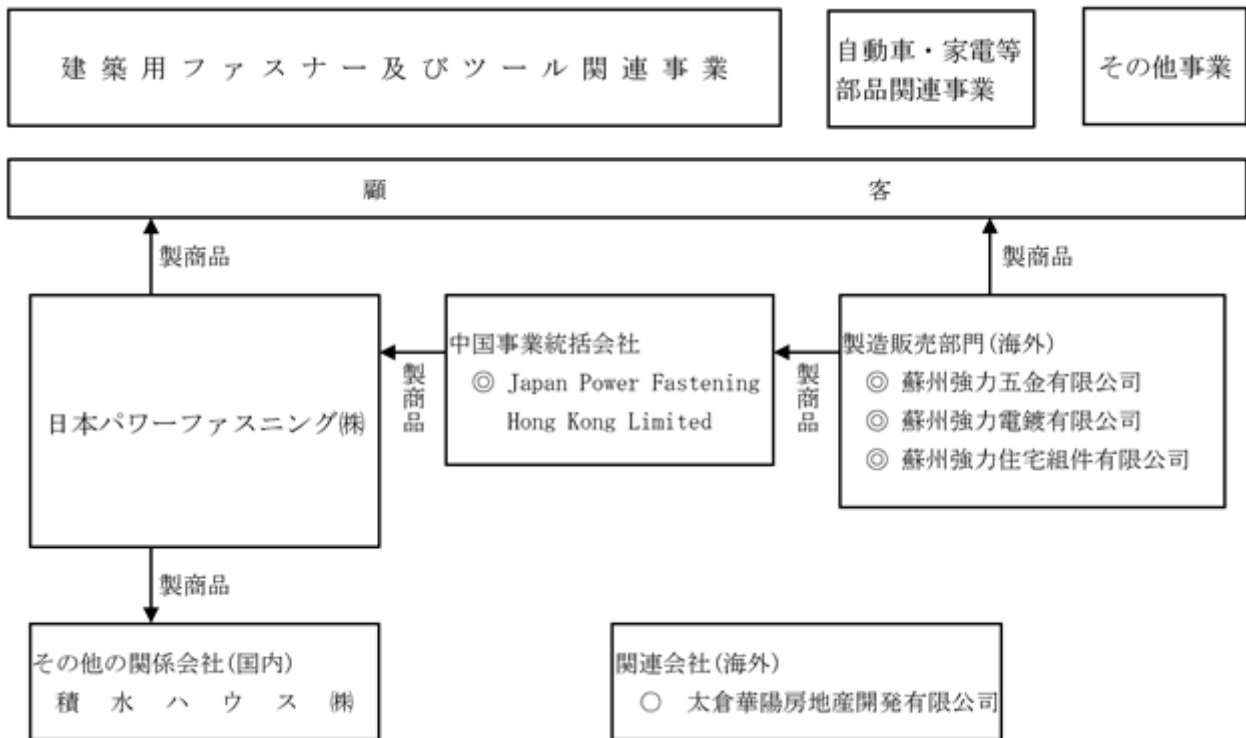 建築用ファスナー及びツール関連事業
自動車・家電等
部品関連事業
その他事業
顧客
製商品
製商品
日本パワーファスニング㈱
製商品
中国事業統括会社
◎ Japan Power Fastening
Hong Kong Limited
製商品
製造販売部門(海外)
◎ 蘇州強力五金有限公司
◎ 蘇州強力電鍍有限公司
◎ 蘇州強力住宅組件有限公司
製商品
その他の関係会社(国内)
積水ハウス㈱
関連会社(海外)
○ 太倉華陽房地産開発有限公司